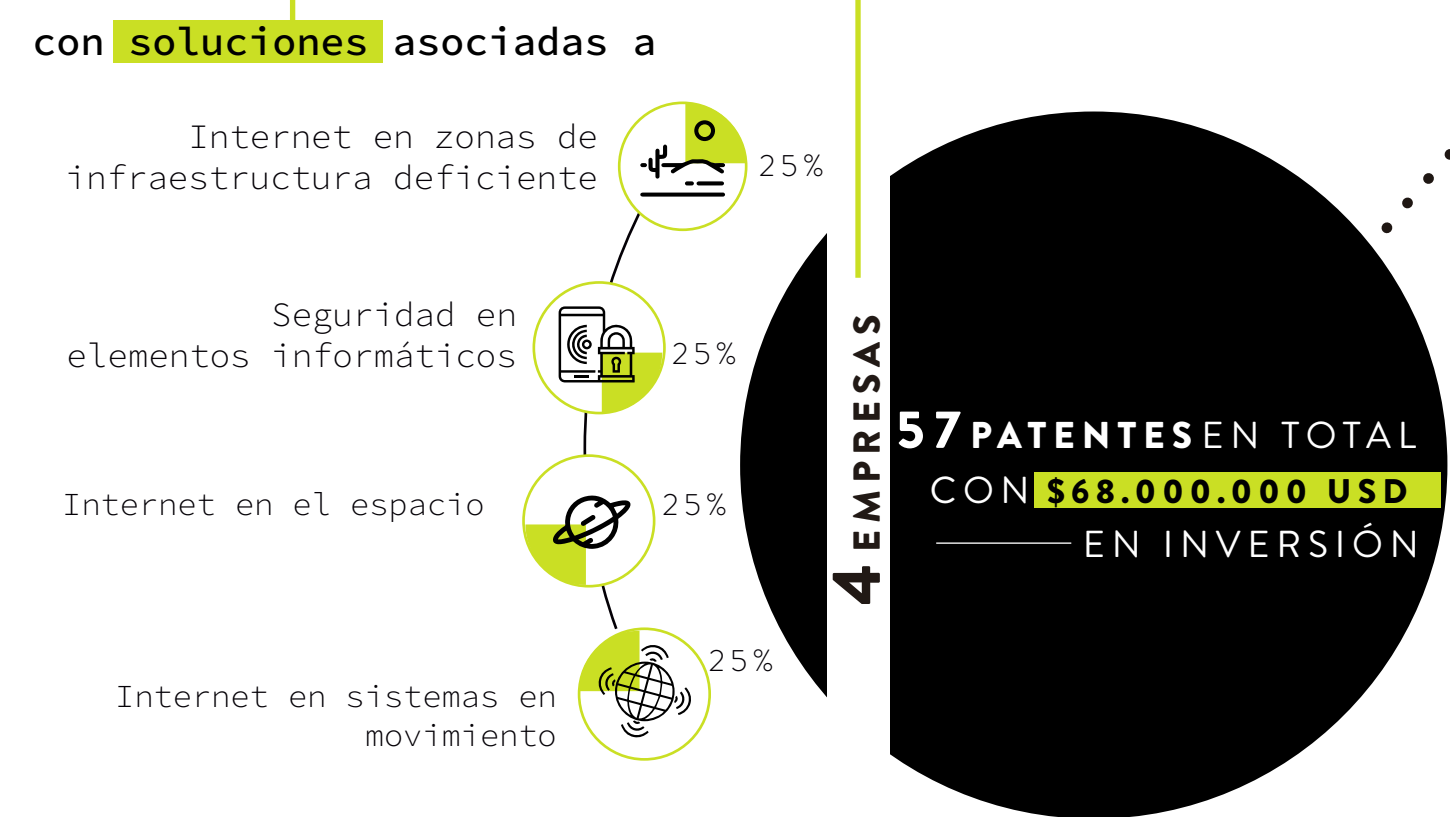 con soluciones asociadas a
Internet en zonas de
infraestructura deficiente
25%
Seguridad en
elementos informáticos
25%
Internet en el espacio
25%
Internet en sistemas en
movimiento
25%
4 EMPRESAS
57 PATENTES EN TOTAL
CON $68.000.000 USD
EN INVERSIÓN